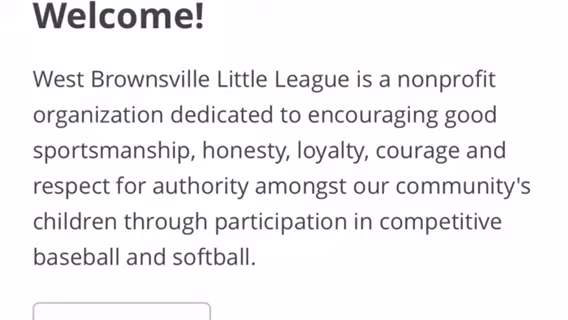 Welcome!
West Brownsville Little League is a nonprofit
organization dedicated to encouraging good
sportsmanship, honesty, loyalty, courage and
respect for authority amongst our community's
children through participation in competitive
baseball and softball.